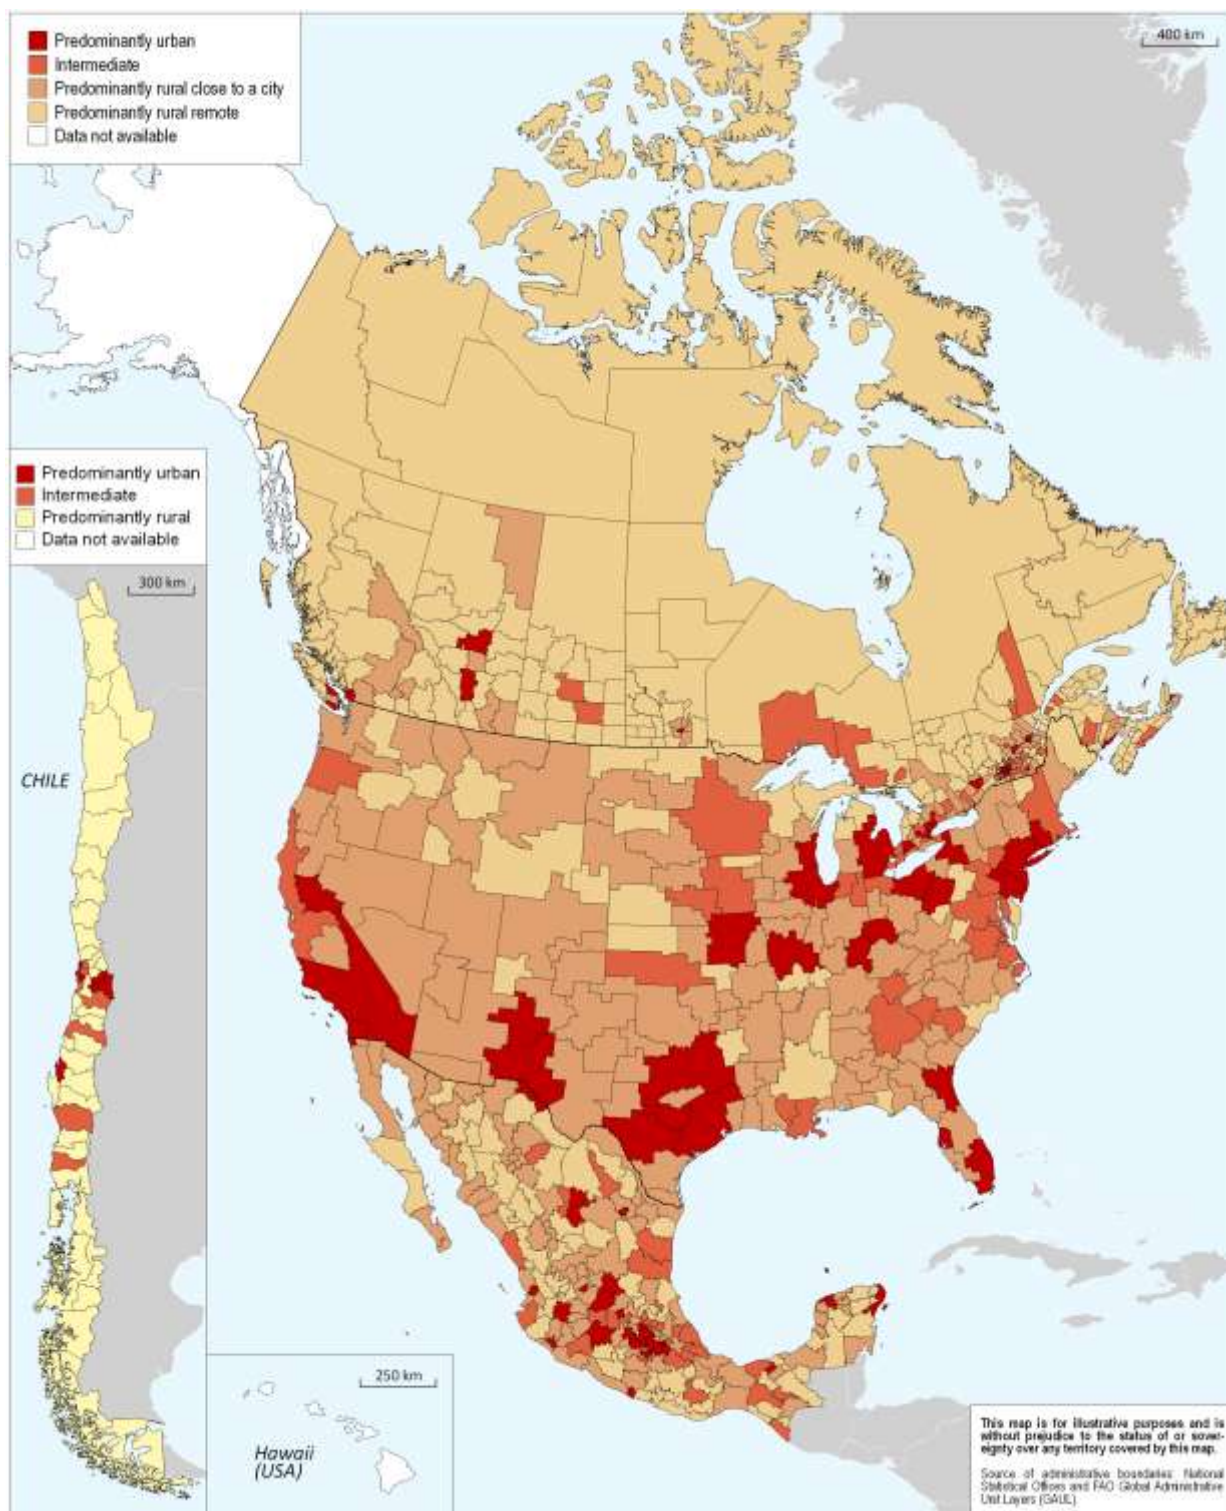 Predominantly urban
Intermediate
Predominantly rural close to a city
Predominantly rural remote
Data not available
400 km
Predominantly urban
Intermediate
Predominantly rural
Data not available
300 km
CHILE
250 km
Hawaii
(USA)
This map is for illustrative purposes and is
without prejudice to the status of or sover-
eignty over any territory covered by this map.
Source of administrative boundaries: National
Statistical Offices and FAO Global Administrative
Unit Layers (GAUL)